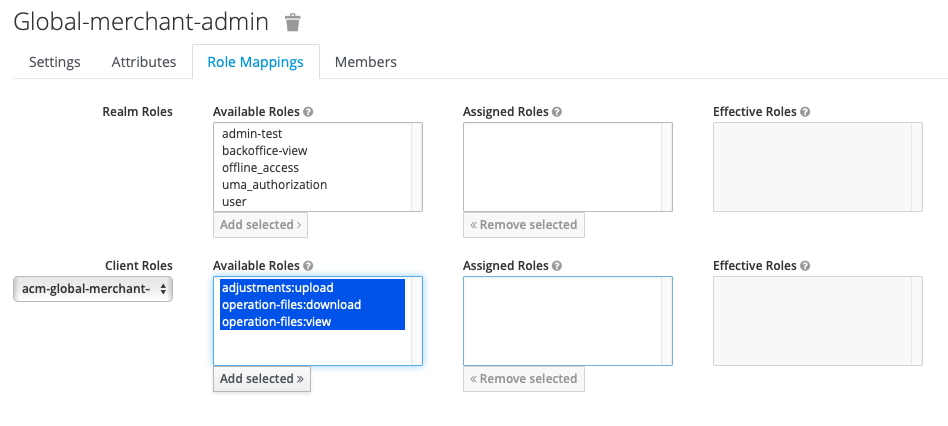 Global-merchant-admin
Settings Attributes Role Mappings Members
Realm Roles Available Roles Assigned Roles Effective Roles
admin-test
backoffice-view
offline_access
uma_authorization
user
Add selected › « Remove selected
Client Roles Available Roles Assigned Roles Effective Roles
acm-global-merchant-
adjustments:upload
operation-files:download
operation-files:view
Add selected » « Remove selected